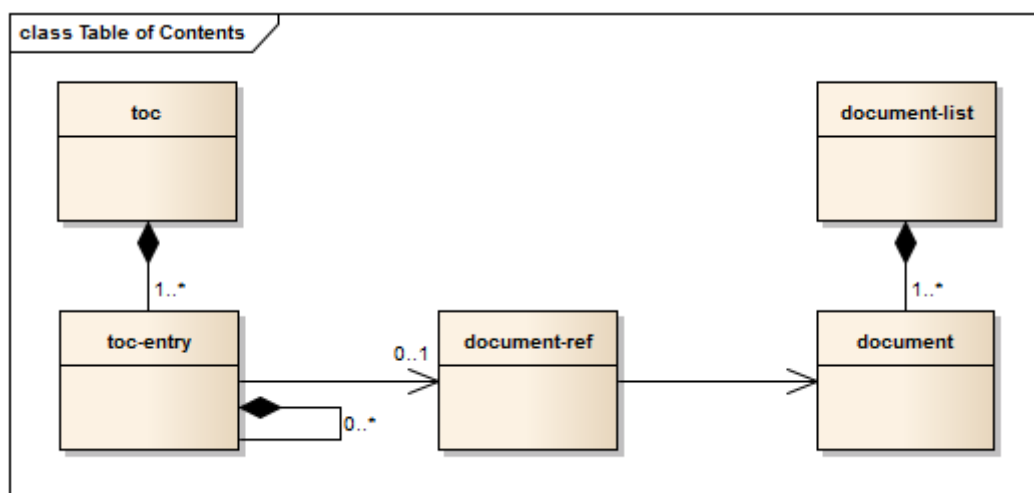 class Table of Contents
toc
document-list
1..*
1..*
toc-entry
document-ref
document
0..1
0..*